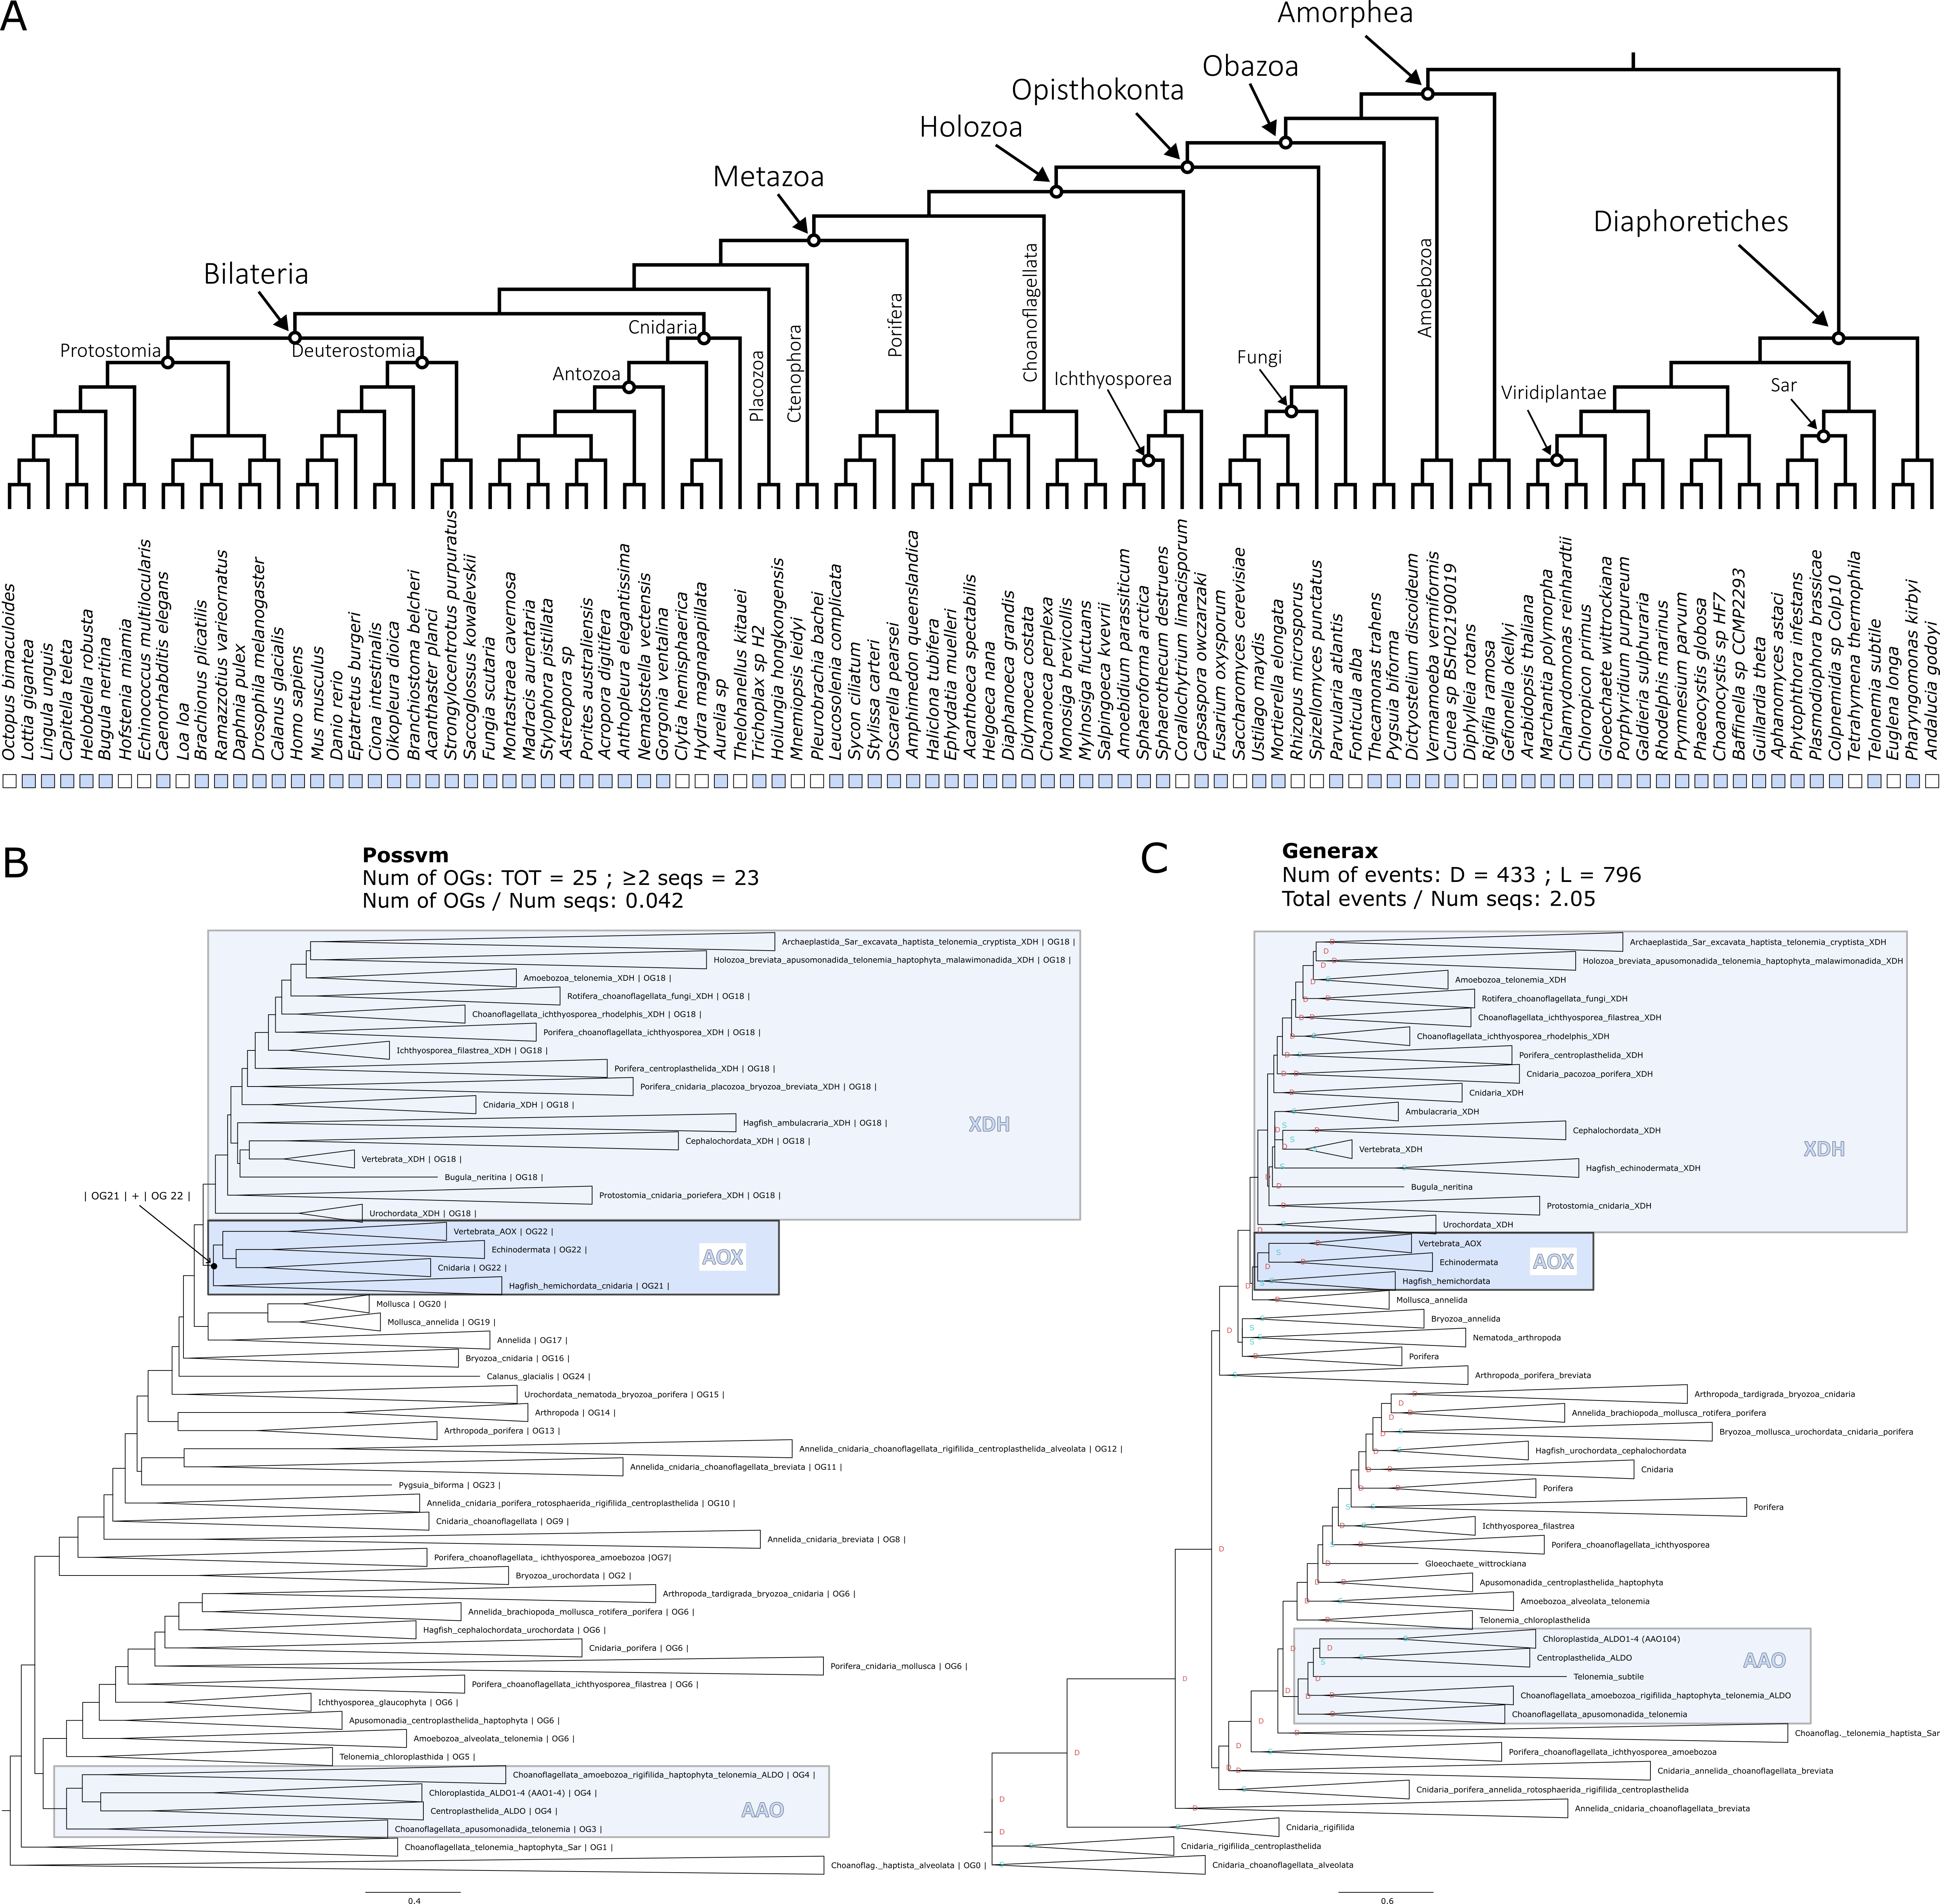 A
Amorphea
Obazoa
Opisthokonta
Holozoa
Metazoa
Diaphoretiches
Bilateria
Protostomia
Deuterostomia
Cnidaria
Antozoa
Placozoa
Ctenophora
Porifera
Choanoflagellata
Ichthyosporea
Fungi
Amoebozoa
Viridiplantae
Sar
Octopus bimaculoides
Lottia gigantea
Lingula unguis
Capitella teleta
Helobdella robusta
Bugula neritina
Hofstenia miamia
Echinococcus multilocularis
Caenorhabditis elegans
Loa loa
Brachionus plicatilis
Ramazzotius varieornatus
Daphnia pulex
Drosophila melanogaster
Calanus glacialis
Homo sapiens
Mus musculus
Danio rerio
Eptatretus burgeri
Ciona intestinalis
Oikopleura dioica
Branchiostoma belcheri
Acanthaster planci
Strongylocentrotus purpuratus
Saccoglossus kowalevskii
Fungia scutaria
Montastraea cavernosa
Madracis aurentaria
Stylophora pistillata
Astreopora sp
Porites australiensis
Acropora digitifera
Anthopleura elegantissima
Nematostella vectensis
Gorgonia ventalina
Clytia hemisphaerica
Hydra magnapapillata
Aurelia sp
Thelohanellus kitauei
Trichoplax sp H2
Hoilungia hongkongensis
Mnemiopsis leidyi
Pleurobrachia bachei
Leucosolenia complicata
Sycon ciliatum
Stylissa carteri
Oscarella pearsei
Amphimedon queenslandica
Haliclona tubifera
Ephydatia muelleri
Acanthoeca spectabilis
Helgoeca nana
Diaphanoeca grandis
Didymoeca costata
Choanoeca perplexa
Monosiga brevicollis
Mylnosiga fluctuans
Salpingoeca kvevrii
Amoebidium parassiticum
Sphaeroforma arctica
Sphaerothecum destruens
Corallochytrium limacisporum
Capsaspora owczarzaki
Fusarium oxysporum
Saccharomyces cerevisiae
Ustilago maydis
Mortierella elongata
Rhizopus microsporus
Spizellomyces punctatus
Parvularia atlantis
Fonticula alba
Thecamonas trahens
Pygsuia biforma
Dictyostelium discoideum
Vermamoeba vermiformis
Cunea sp BSH02190019
Diphylleia rotans
Rigifila ramosa
Gefionella okellyi
Arabidopsis thaliana
Marchantia polymorpha
Chlamydomonas reinhardtii
Chloropicon primus
Gloeochaete wittrockiana
Porphyridium purpureum
Galdieria sulphuraria
Rhodelphis marinus
Prymnesium parvum
Phaeocystis globosa
Choanocystis sp HF7
Baffinella sp CCMP2293
Guillardia theta
Aphanomyces astaci
Phytophthora infestans
Plasmodiophora brassicae
Colpnemidia sp Colp10
Tetrahymena thermophila
Telonemia subtile
Euglena longa
Pharyngomonas kirbyi
Andalucia godoyi
B
Possvm
Num of OGs: TOT = 25 ; ≥2 seqs = 23
Num of OGs / Num seqs: 0.042
Archaeplastida_Sar_excavata_haptista_telonemia_cryptista_XDH | OG18 |
Holozoa_breviata_apusomonadida_telonemia_haptophyta_malawimonadida_XDH | OG18 |
Amoebozoa_telonemia_XDH | OG18 |
Rotifera_choanoflagellata_fungi_XDH | OG18 |
Choanoflagellata_ichthyosporea_rhodelphis_XDH | OG18 |
Porifera_choanoflagellata_ichthyosporea_XDH | OG18 |
Ichthyosporea_filastrea_XDH | OG18 |
Porifera_centroplasthelida_XDH | OG18 |
Porifera_cnidaria_placozoa_bryozoa_breviata_XDH | OG18 |
Cnidaria_XDH | OG18 |
Hagfish_ambulacraria_XDH | OG18 |
XDH
Cephalochordata_XDH | OG18 |
Vertebrata_XDH | OG18 |
Bugula_neritina | OG18 |
| OG21 | + | OG 22 |
Protostomia_cnidaria_poriefera_XDH | OG18 |
Urochordata_XDH | OG18 |
Vertebrata_AOX | OG22 |
Echinodermata | OG22 |
AOX
Cnidaria | OG22 |
Hagfish_hemichordata_cnidaria | OG21 |
Mollusca | OG20 |
Mollusca_annelida | OG19 |
Annelida | OG17 |
Bryozoa_cnidaria | OG16 |
Calanus_glacialis | OG24 |
Urochordata_nematoda_bryozoa_porifera | OG15 |
Arthropoda | OG14 |
Arthropoda_porifera | OG13 |
Annelida_cnidaria_choanoflagellata_rigifilida_centroplasthelida_alveolata | OG12 |
Annelida_cnidaria_choanoflagellata_breviata | OG11 |
Pygsuia_biforma | OG23 |
Annelida_cnidaria_porifera_rotosphaerida_rigifilida_centroplasthelida | OG10 |
Cnidaria_choanoflagellata | OG9 |
Annelida_cnidaria_breviata | OG8 |
Porifera_choanoflagellata_ ichthyosporea_amoebozoa |OG7|
Bryozoa_urochordata | OG2 |
Arthropoda_tardigrada_bryozoa_cnidaria | OG6 |
Annelida_brachiopoda_mollusca_rotifera_porifera | OG6 |
Hagfish_cephalochordata_urochordata | OG6 |
Cnidaria_porifera | OG6 |
Porifera_cnidaria_mollusca | OG6 |
Porifera_choanoflagellata_ichthyosporea_filastrea | OG6 |
Ichthyosporea_glaucophyta | OG6 |
Apusomonadia_centroplasthelida_haptophyta | OG6 |
Amoebozoa_alveolata_telonemia | OG6 |
Telonemia_chloroplasthida | OG5 |
Choanoflagellata_amoebozoa_rigifilida_haptophyta_telonemia_ALDO | OG4 |
Chloroplastida_ALDO1-4 (AAO1-4) | OG4 |
Centroplasthelida_ALDO | OG4 |
AAO
Choanoflagellata_apusomonadida_telonemia | OG3 |
Choanoflagellata_telonemia_haptophyta_Sar | OG1 |
Choanoflag._haptista_alveolata | OG0 |
0.4
C
Generax
Num of events: D = 433 ; L = 796
Total events / Num seqs: 2.05
Archaeplastida_Sar_excavata_haptista_telonemia_cryptista_XDH
Holozoa_breviata_apusomonadida_telonemia_haptophyta_malawimonadida_XDH
Amoebozoa_telonemia_XDH
Rotifera_choanoflagellata_fungi_XDH
Choanoflagellata_ichthyosporea_filastrea_XDH
Choanoflagellata_ichthyosporea_rhodelphis_XDH
Porifera_centroplasthelida_XDH
Cnidaria_pacozoa_porifera_XDH
Cnidaria_XDH
Ambulacraria_XDH
Cephalochordata_XDH
XDH
Vertebrata_XDH
Hagfish_echinodermata_XDH
Bugula_neritina
Protostomia_cnidaria_XDH
Urochordata_XDH
Vertebrata_AOX
AOX
Echinodermata
Hagfish_hemichordata
Mollusca_annelida
Bryozoa_annelida
Nematoda_arthropoda
Porifera
Arthropoda_porifera_breviata
Arthropoda_tardigrada_bryozoa_cnidaria
Annelida_brachiopoda_mollusca_rotifera_porifera
Bryozoa_mollusca_urochordata_cnidaria_porifera
Hagfish_urochordata_cephalochordata
Cnidaria
Porifera
Porifera
Ichthyosporea_filastrea
Porifera_choanoflagellata_ichthyosporea
Gloeochaete_wittrockiana
Apusomonadida_centroplasthelida_haptophyta
Amoebozoa_alveolata_telonemia
Telonemia_chloroplasthelida
Chloroplastida_ALDO1-4 (AAO104)
Centroplasthelida_ALDO
AAO
Telonemia_subtile
Choanoflagellata_amoebozoa_rigifilida_haptophyta_telonemia_ALDO
Choanoflagellata_apusomonadida_telonemia
Choanoflag._telonemia_haptista_Sar
Porifera_choanoflagellata_ichthyosporea_amoebozoa
Cnidaria_annelida_choanoflagellata_breviata
Cnidaria_porifera_annelida_rotosphaerida_rigifilida_centroplasthelida
Annelida_cnidaria_choanoflagellata_breviata
Cnidaria_rigifilida
Cnidaria_rigifilida_centroplasthelida
Cnidaria_choanoflagellata_alveolata
0.6